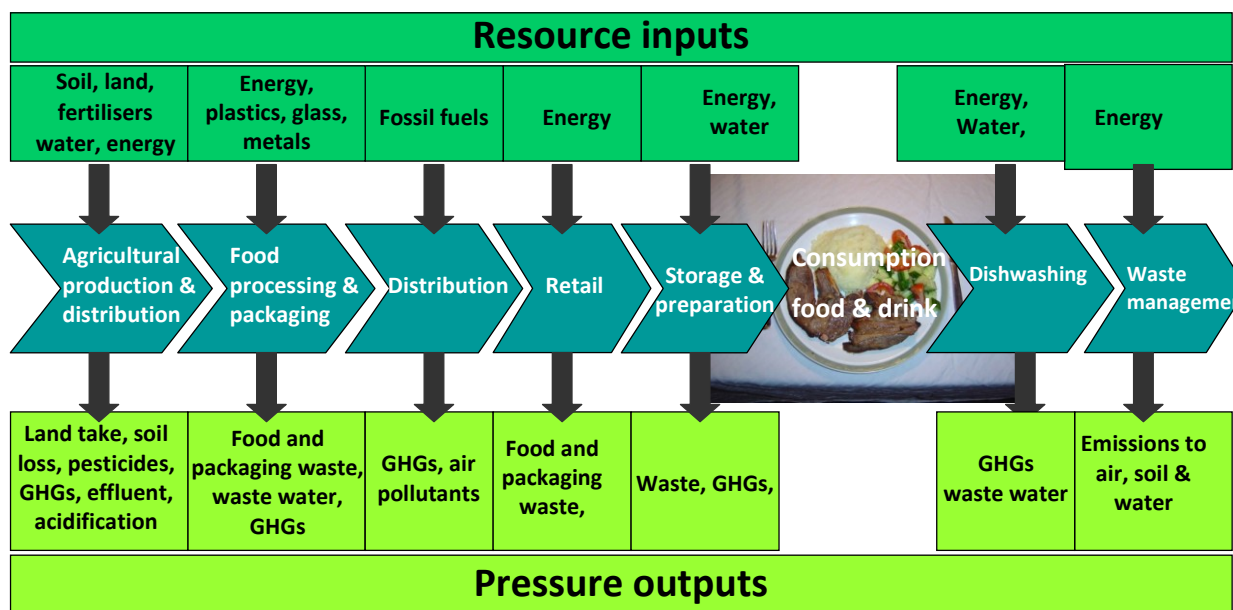 Resource inputs
Soil, land,
fertilisers
water, energy
Energy,
plastics, glass,
metals
Fossil fuels
Energy
Energy,
water
Energy,
Water,
Energy
Agricultural
production &
distribution
Food
processing &
packaging
Distribution
Retail
Storage &
preparation
Consumption
food & drink
Dishwashing
Waste
managemen
Land take, soil
loss, pesticides,
GHGs, effluent,
acidification
Food and
packaging waste,
waste water,
GHGs
GHGs, air
pollutants
Food and
packaging
waste,
Waste, GHGs,
GHGs
waste water
Emissions to
air, soil &
water
Pressure outputs